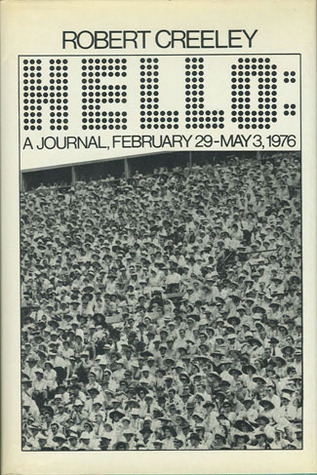 ROBERT CREELEY
HELLO:
A JOURNAL, FEBRUARY 29-MAY 3, 1976